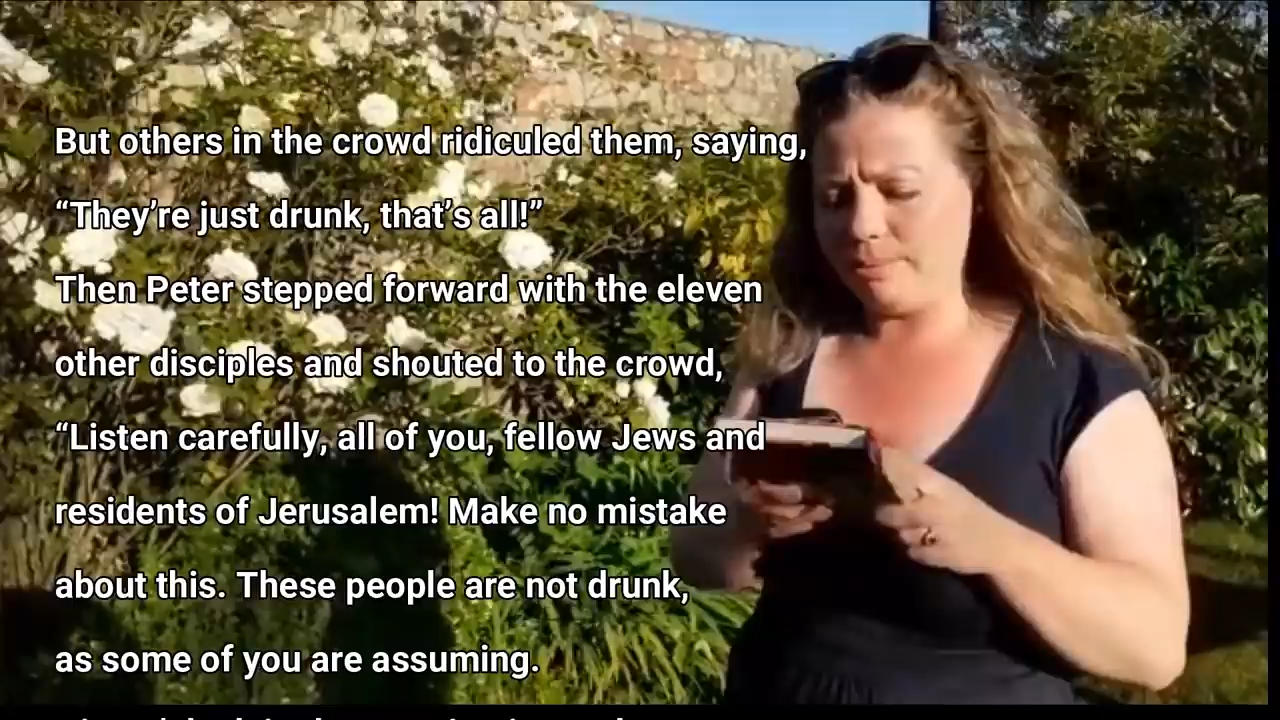 But others in the crowd ridiculed them, saying,
“They’re just drunk, that’s all!”
Then Peter stepped forward with the eleven
other disciples and shouted to the crowd,
“Listen carefully, all of you, fellow Jews and
residents of Jerusalem! Make no mistake
about this. These people are not drunk,
as some of you are assuming.